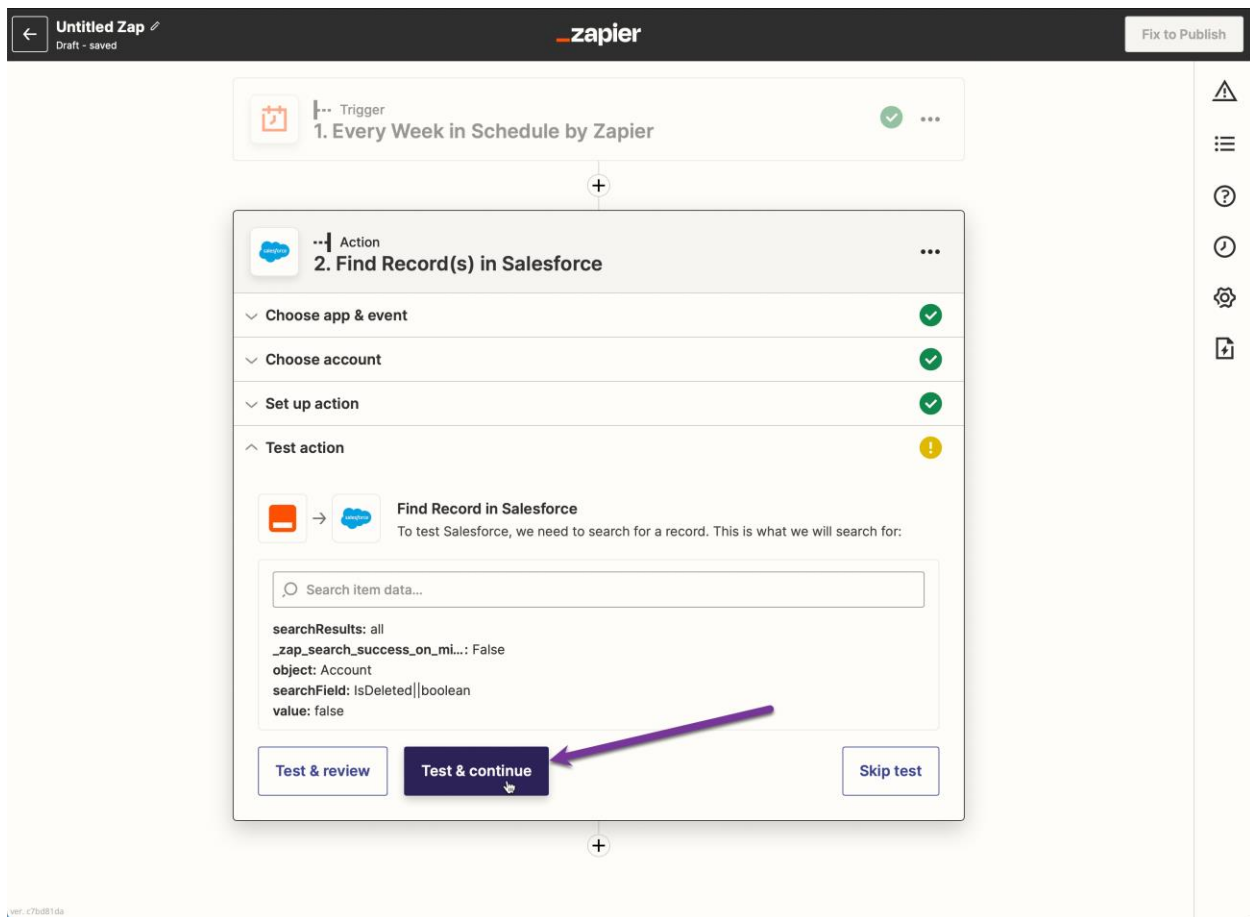 Untitled Zap
Draft - saved
_zapier
Fix to Publish
Trigger
1. Every Week in Schedule by Zapier
salesforce
Action
2. Find Record(s) in Salesforce
Choose app & event
Choose account
Set up action
Test action
salesforce
Find Record in Salesforce
To test Salesforce, we need to search for a record. This is what we will search for:
Search item data...
searchResults: all
_zap_search_success_on_mi...: False
object: Account
searchField: IsDeleted||boolean
value: false
Test & review
Test & continue
Skip test
ver. c7bd81da